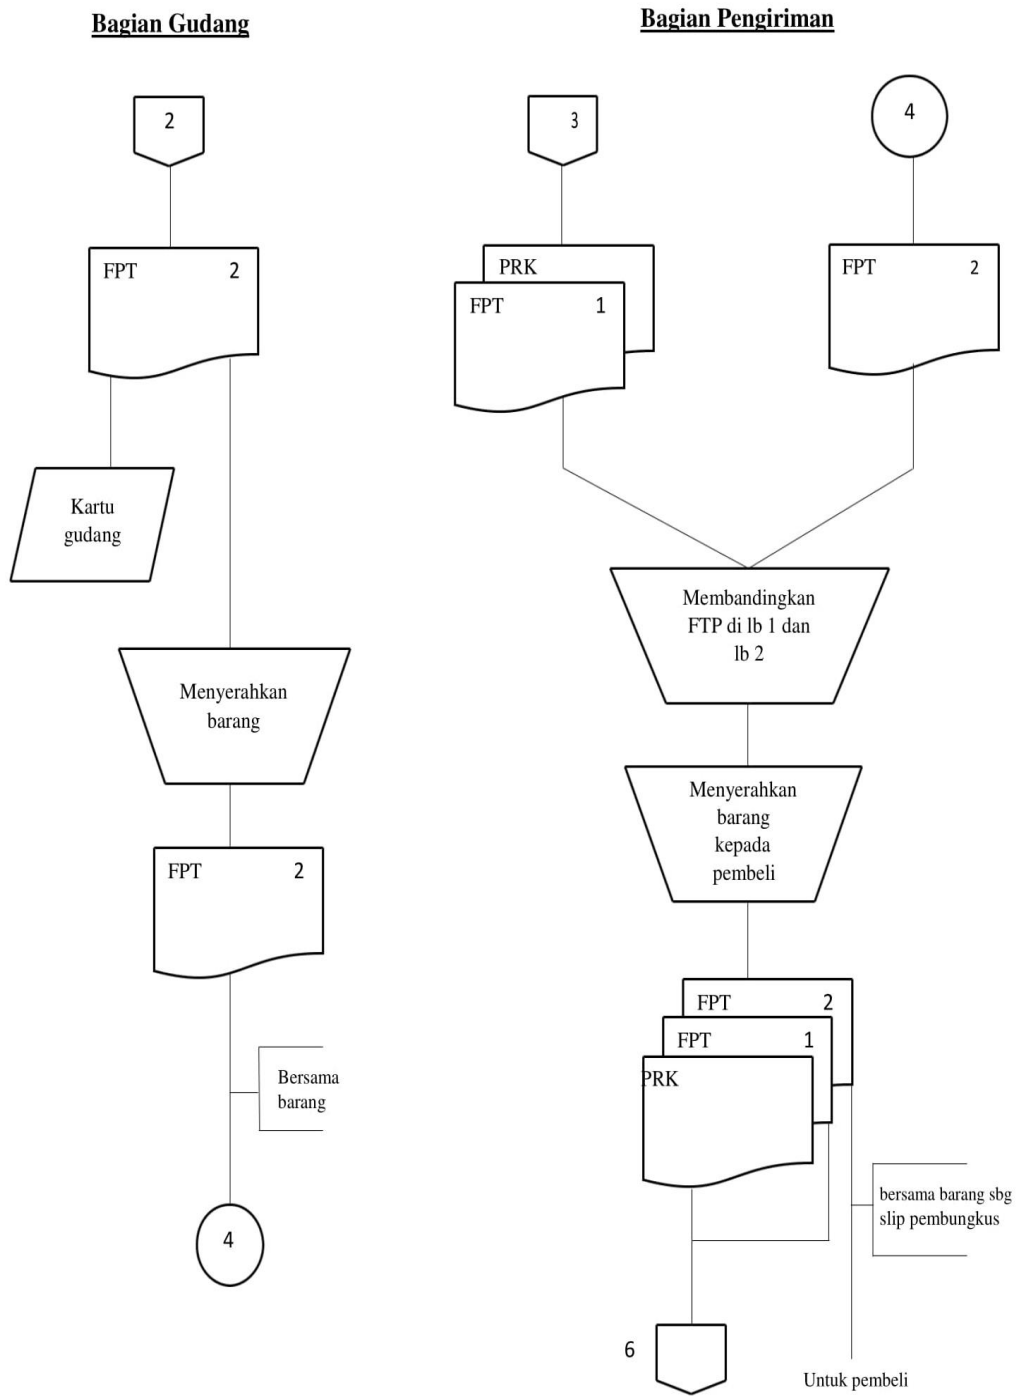 Bagian Gudang
2
FPT 2
Kartu
gudang
Menyerahkan
barang
FPT 2
Bersama
barang
4
Bagian Pengiriman
3
4
PRK
FPT 1
FPT 2
Membandingkan
FTP di lb 1 dan
lb 2
Menyerahkan
barang
kepada
pembeli
FPT 2
FPT 1
PRK
bersama barang sbg
slip pembungkus
6
Untuk pembeli